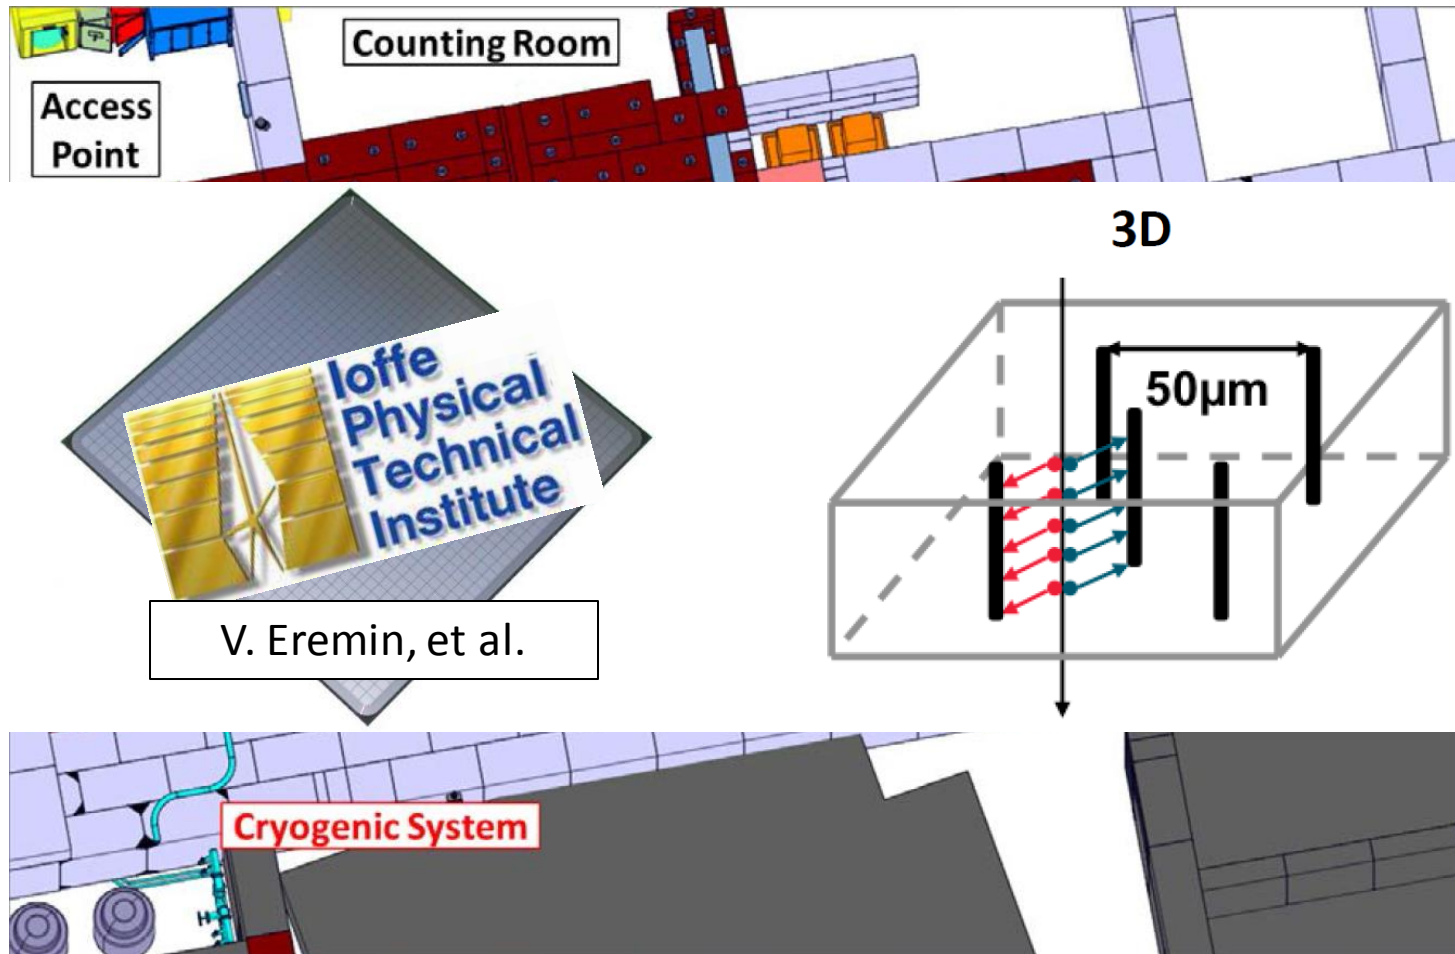 Counting Room
Access
Point
3D
Ioffe
Physical
Technical
Institute
50µm
V. Eremin, et al.
Cryogenic System